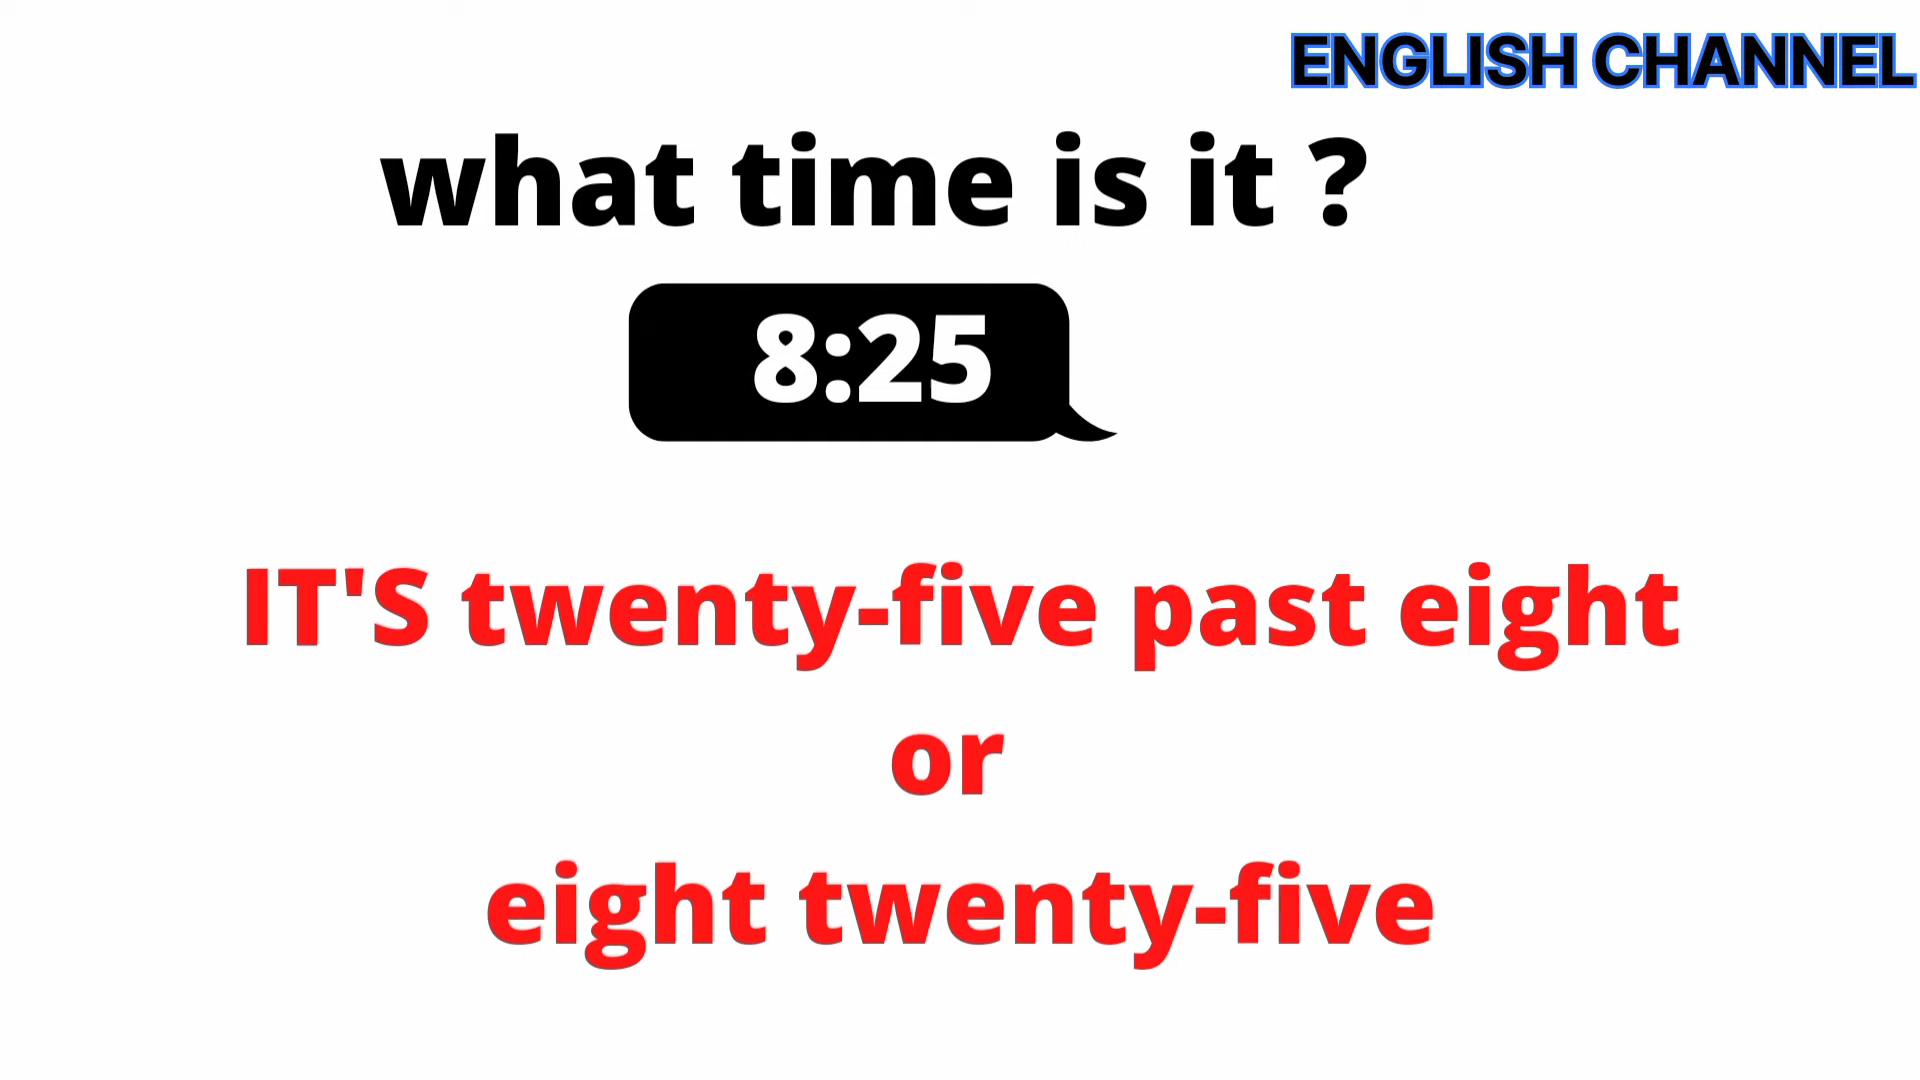 ENGLISH CHANNEL
what time is it ?
8:25
IT'S twenty-five past eight
or
eight twenty-five